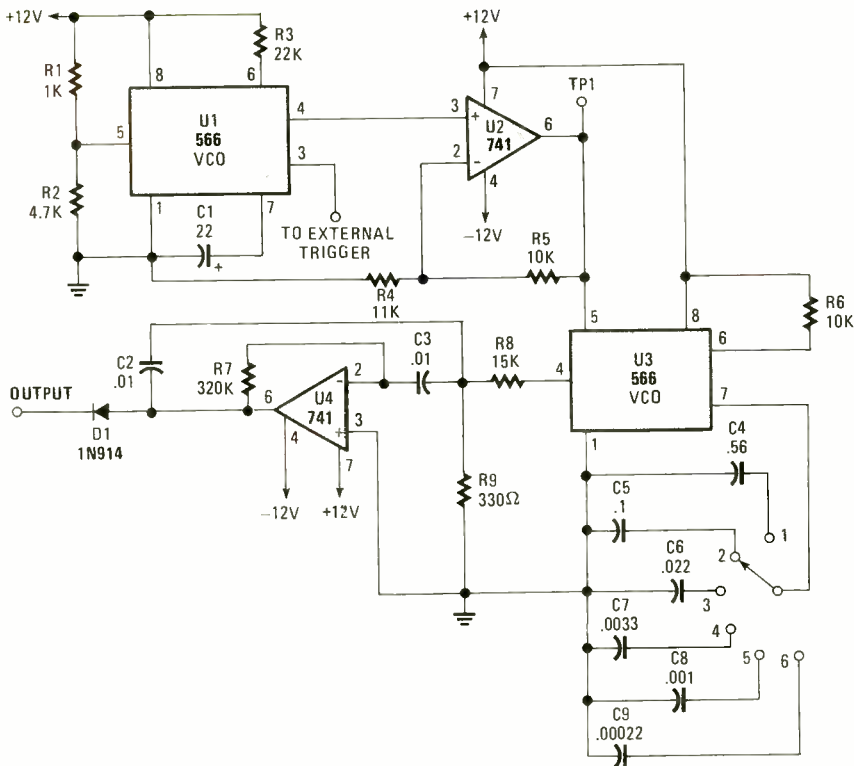 +12V
R1
1K
R3
22K
8
6
5
U1
566
VCO
4
3
R2
4.7K
1
7
C1
22
+
TO EXTERNAL
TRIGGER
+12V
7
3
+
U2
741
6
2
−
4
−12V
TP1
R4
11K
R5
10K
5
8
R6
10K
6
U3
566
VCO
4
7
1
C2
.01
R7
320K
C3
.01
R8
15K
OUTPUT
D1
1N914
6
U4
741
2
−
3
+
4
7
−12V
+12V
R9
330Ω
C4
.56
1
C5
.1
2
C6
.022
3
C7
.0033
4
C8
.001
5
6
C9
.00022